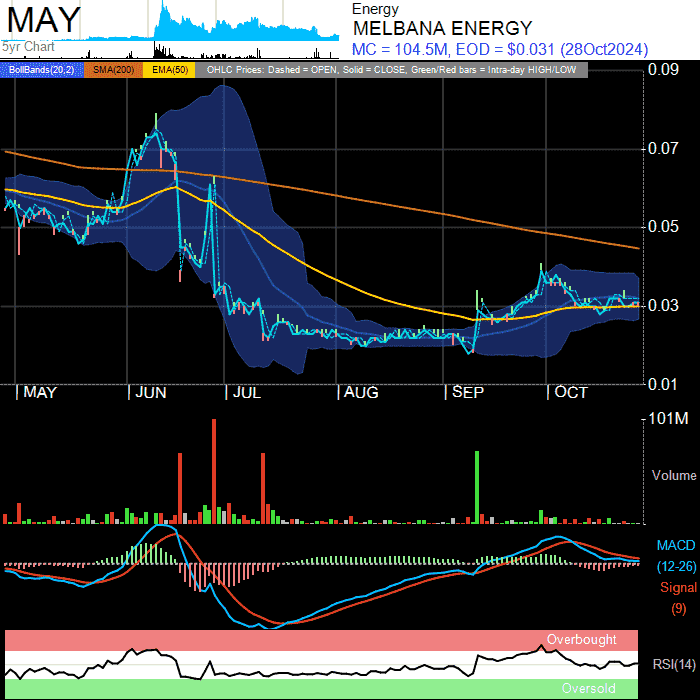 MAY
5yr Chart
Energy
MELBANA ENERGY
MC = 104.5M, EOD = $0.031 (28Oct2024)
BollBands(20,2) SMA(200) EMA(50) OHLC Prices: Dashed = OPEN, Solid = CLOSE, Green/Red bars = Intra-day HIGH/LOW
0.09
0.07
0.05
0.03
0.01
MAY JUN JUL AUG SEP OCT
101M
Volume
MACD
(12-26)
Signal
(9)
Overbought
RSI(14)
Oversold